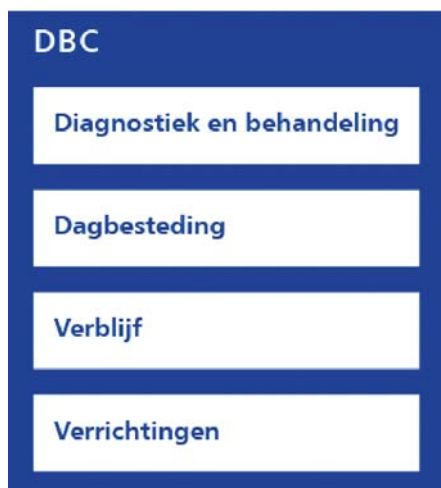 DBC
Diagnostiek en behandeling
Dagbesteding
Verblijf
Verrichtingen